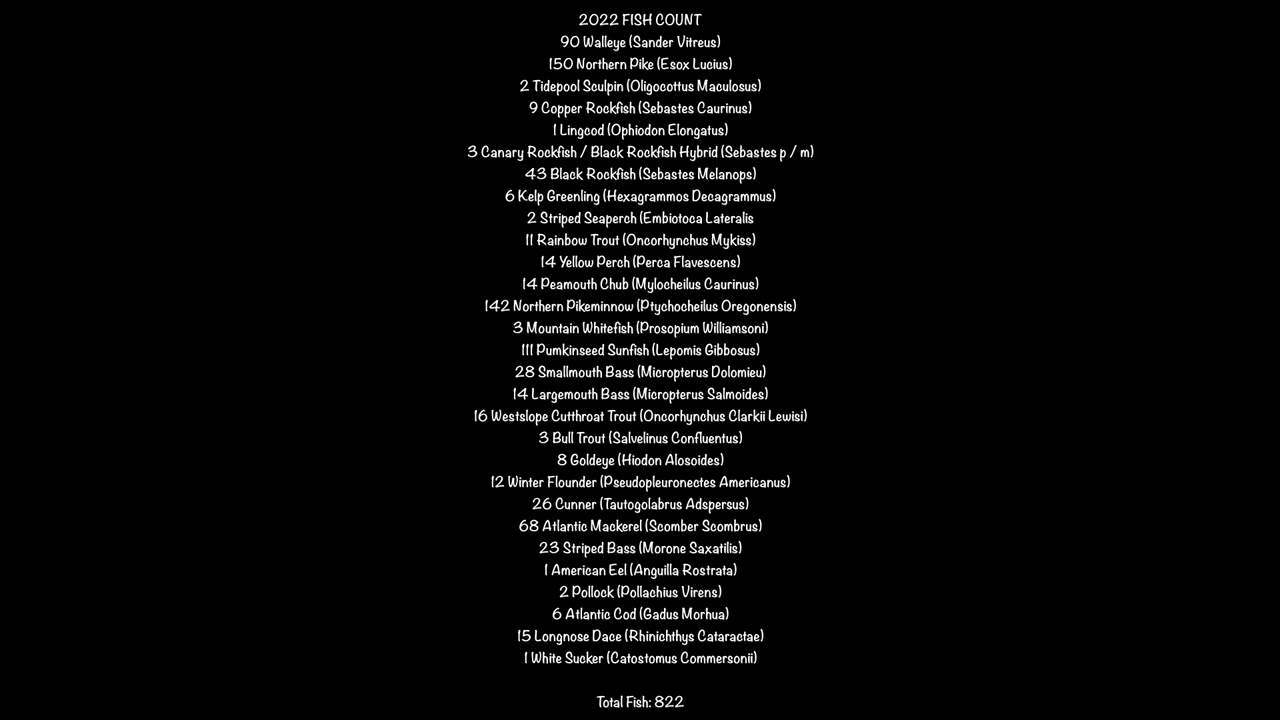 2022 FISH COUNT
90 Walleye (Sander Vitreus)
150 Northern Pike (Esox Lucius)
2 Tidepool Sculpin (Oligocottus Maculosus)
9 Copper Rockfish (Sebastes Caurinus)
1 Lingcod (Ophiodon Elongatus)
3 Canary Rockfish / Black Rockfish Hybrid (Sebastes p / m)
43 Black Rockfish (Sebastes Melanops)
6 Kelp Greenling (Hexagrammos Decagrammus)
2 Striped Seaperch (Embiotoca Lateralis
11 Rainbow Trout (Oncorhynchus Mykiss)
14 Yellow Perch (Perca Flavescens)
14 Peamouth Chub (Mylocheilus Caurinus)
142 Northern Pikeminnow (Ptychocheilus Oregonensis)
3 Mountain Whitefish (Prosopium Williamsoni)
111 Pumkinseed Sunfish (Lepomis Gibbosus)
28 Smallmouth Bass (Micropterus Dolomieu)
14 Largemouth Bass (Micropterus Salmoides)
16 Westslope Cutthroat Trout (Oncorhynchus Clarkii Lewisi)
3 Bull Trout (Salvelinus Confluentus)
8 Goldeye (Hiodon Alosoides)
12 Winter Flounder (Pseudopleuronectes Americanus)
26 Cunner (Tautogolabrus Adspersus)
68 Atlantic Mackerel (Scomber Scombrus)
23 Striped Bass (Morone Saxatilis)
1 American Eel (Anguilla Rostrata)
2 Pollock (Pollachius Virens)
6 Atlantic Cod (Gadus Morhua)
15 Longnose Dace (Rhinichthys Cataractae)
1 White Sucker (Catostomus Commersonii)
Total Fish: 822